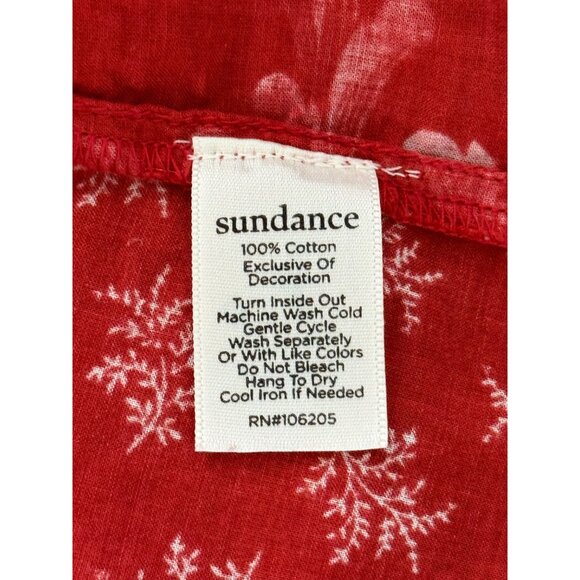 sundance
100% Cotton
Exclusive Of
Decoration
Turn Inside Out
Machine Wash Cold
Gentle Cycle
Wash Separately
Or With Like Colors
Do Not Bleach
Hang To Dry
Cool Iron If Needed
RN#106205